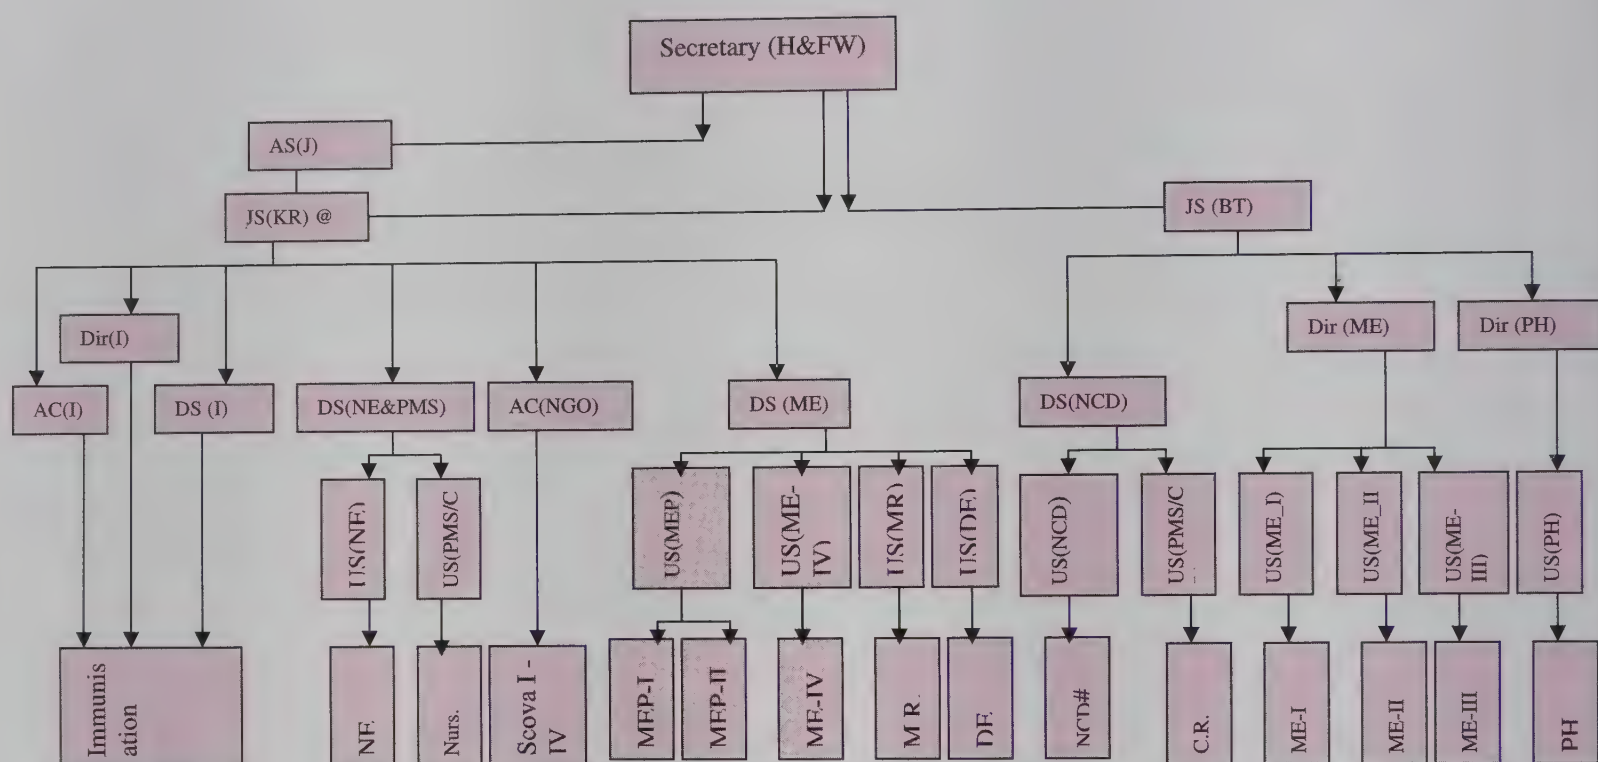 Secretary (H&FW)
AS(J)
JS(KR) @
JS (BT)
Dir(I)
Dir (ME)
Dir (PH)
AC(I)
DS (I)
DS(NE&PMS)
AC(NGO)
DS (ME)
DS(NCD)
US(NE)
US(PMS/C
US(MEP)
US(ME-
IV)
US(MR)
US(DE)
US(NCD)
US(PMS/C
US(ME_I)
US(ME_II
US(ME-
III)
US(PH)
Immunis
ation
NE
Nurs.
Scova I -
IV
MEP-I
MEP-II
ME-IV
M R.
DE
NCD#
C.R.
ME-I
ME-II
ME-III
PH